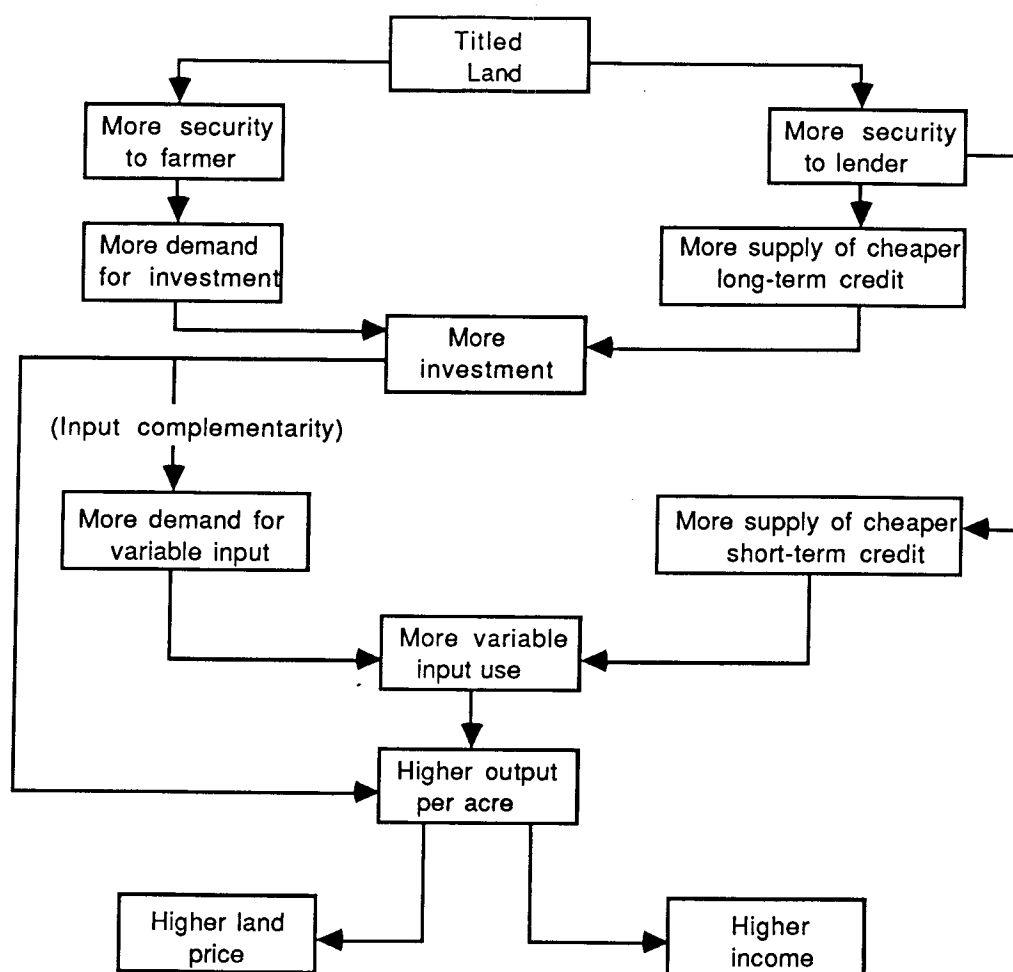 Titled
Land
More security
to farmer
More security
to lender
More demand
for investment
More supply of cheaper
long-term credit
More
investment
(Input complementarity)
More demand for
variable input
More supply of cheaper
short-term credit
More variable
input use
Higher output
per acre
Higher land
price
Higher
income